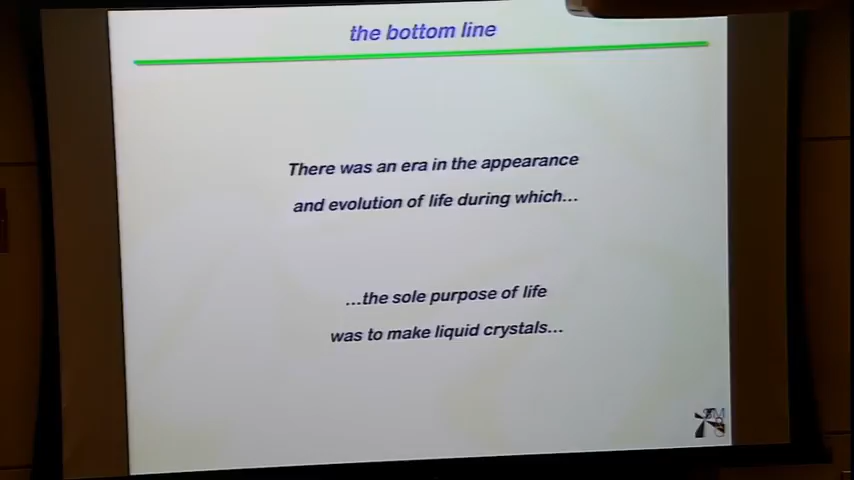 the bottom line
There was an era in the appearance
and evolution of life during which...
...the sole purpose of life
was to make liquid crystals...